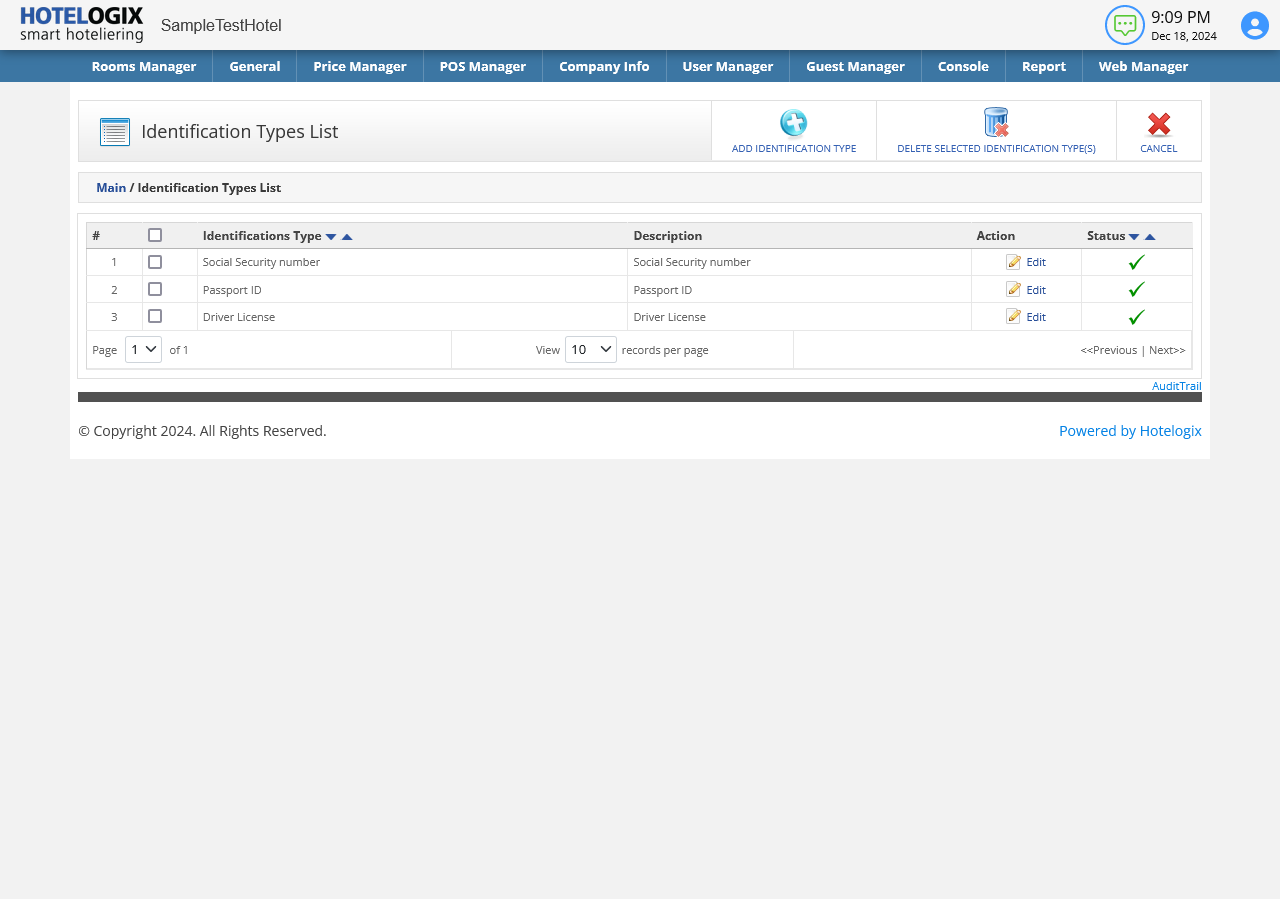 HOTELOGIX
smart hoteliering
SampleTestHotel
9:09 PM
Dec 18, 2024
Rooms Manager General Price Manager POS Manager Company Info User Manager Guest Manager Console Report Web Manager
Identification Types List
ADD IDENTIFICATION TYPE DELETE SELECTED IDENTIFICATION TYPE(S) CANCEL
Main / Identification Types List
# Identifications Type Description Action Status
1 Social Security number Social Security number Edit
2 Passport ID Passport ID Edit
3 Driver License Driver License Edit
Page 1 of 1 View 10 records per page <<Previous | Next>>
AuditTrail
© Copyright 2024. All Rights Reserved. Powered by Hotelogix